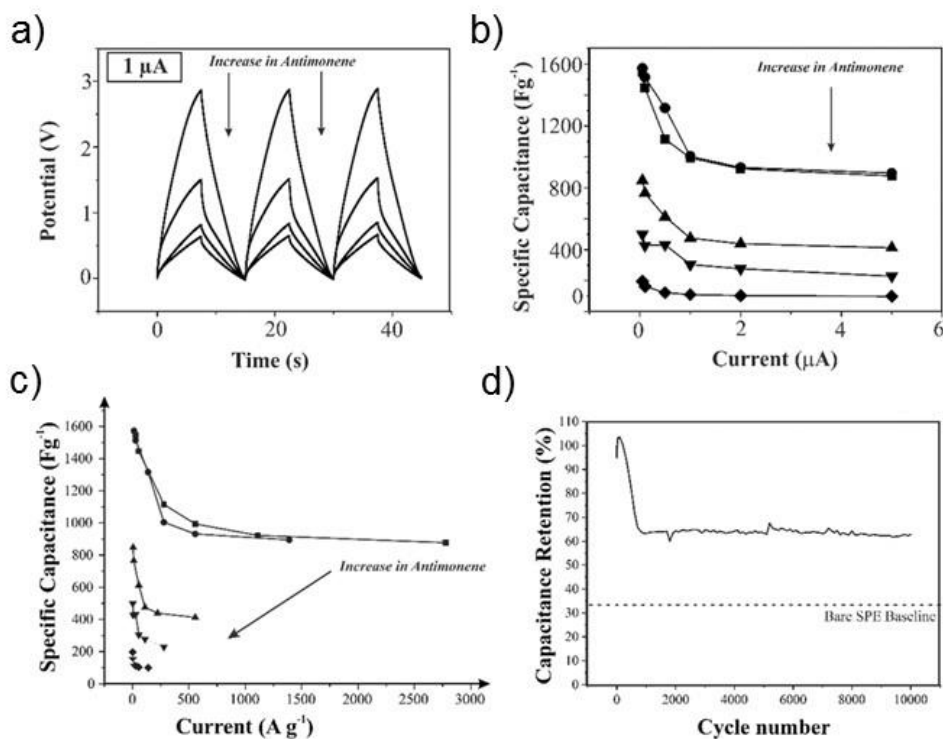 a)
1 μA
Increase in Antimonene
Potential (V)
3
2
1
0
0
20
40
Time (s)
b)
Increase in Antimonene
Specific Capacitance (Fg⁻¹)
1600
1200
800
400
0
0
2
4
6
Current (μA)
c)
Specific Capacitance (Fg⁻¹)
1600
1400
1200
1000
800
600
400
200
0
Increase in Antimonene
0
500
1000
1500
2000
2500
3000
Current (A g⁻¹)
d)
Capacitance Retention (%)
110
100
90
80
70
60
50
40
30
20
10
0
Bare SPE Baseline
0
2000
4000
6000
8000
10000
Cycle number